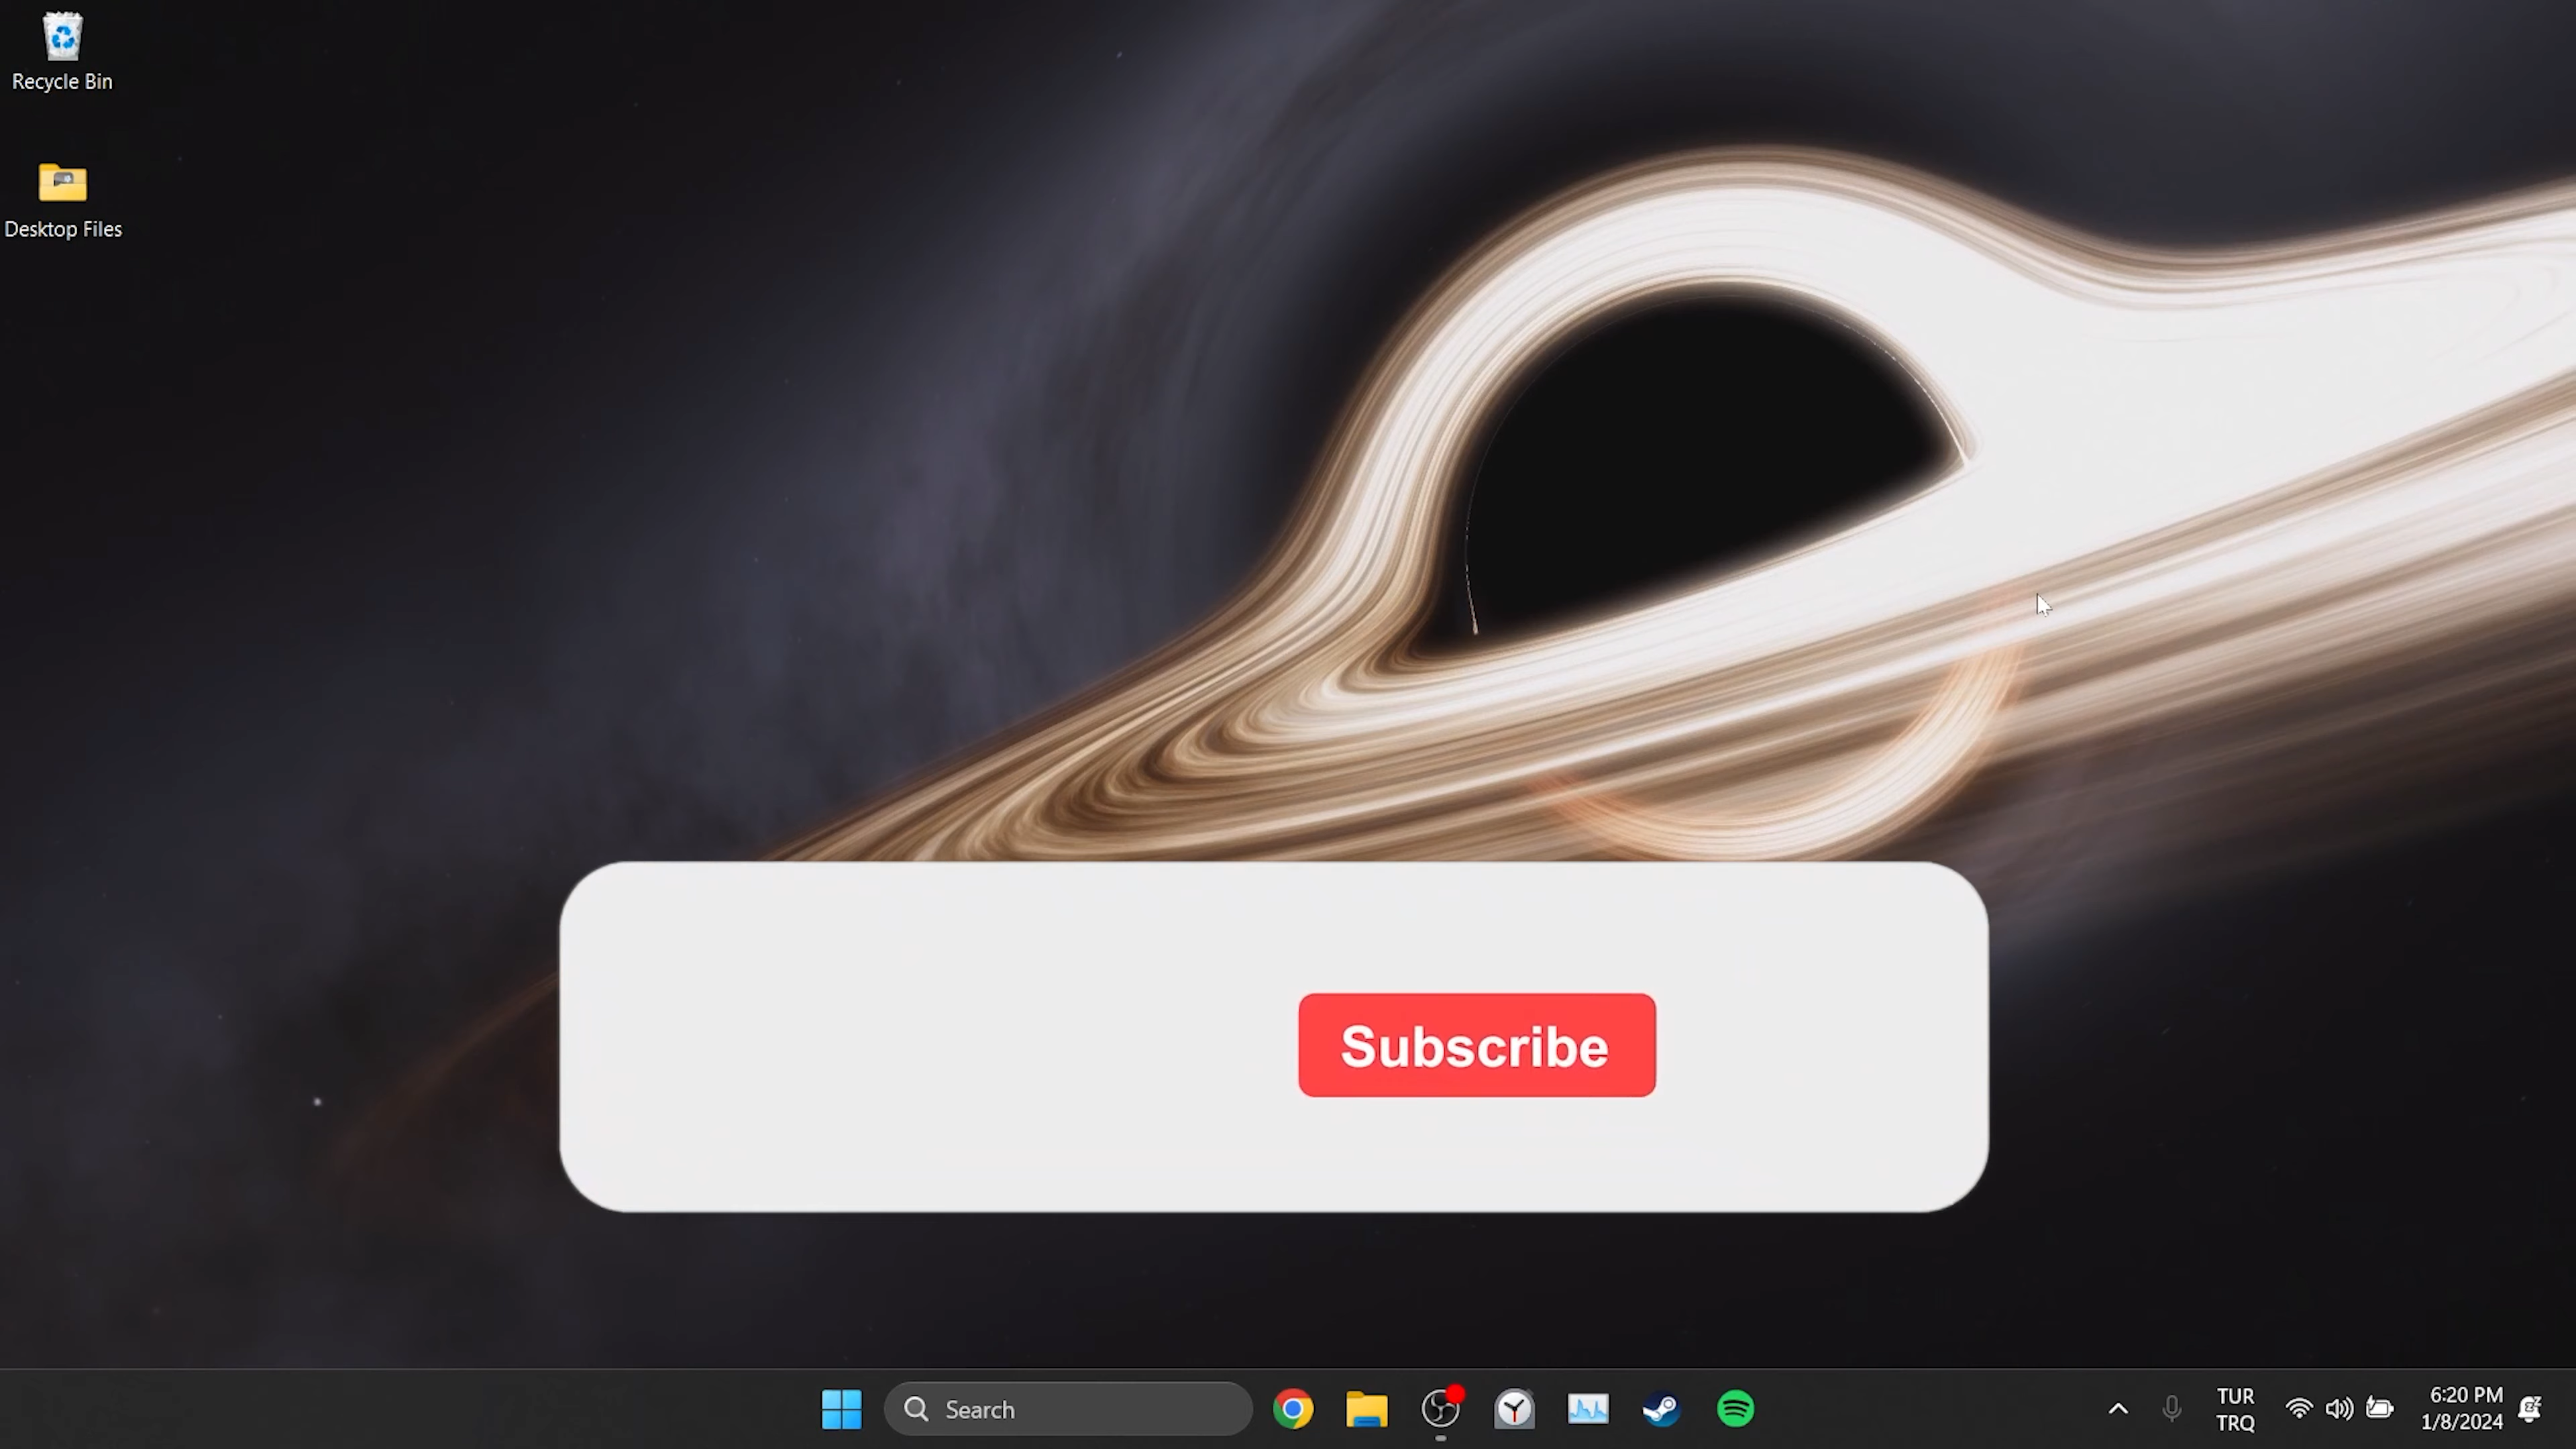 Recycle Bin
Desktop Files
Subscribe
Search
TUR
TRQ
6:20 PM
1/8/2024